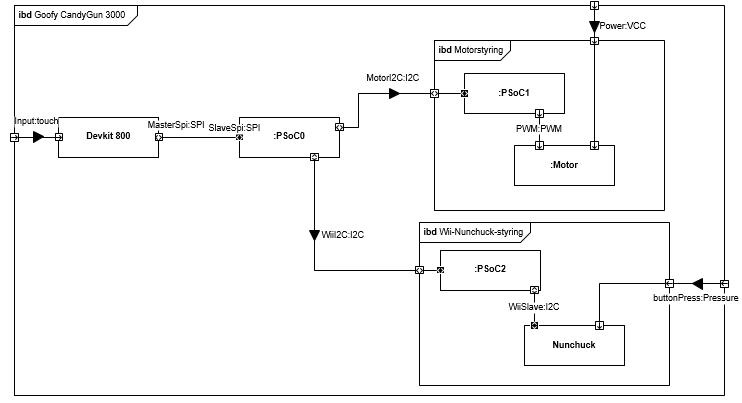 ibd Goofy CandyGun 3000
Power:VCC
ibd Motorstyring
MotorI2C:I2C
:PSoC1
Input:touch
MasterSpi:SPI
SlaveSpi:SPI
PWM:PWM
Devkit 800
:PSoC0
:Motor
WiiI2C:I2C
ibd Wii-Nunchuck-styring
:PSoC2
buttonPress:Pressure
WiiSlave:I2C
Nunchuck